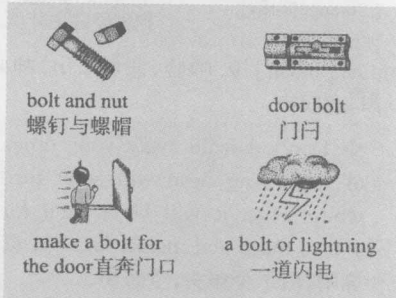 bolt and nut
螺钉与螺帽
door bolt
门闩
make a bolt for
the door直奔门口
a bolt of lightning
一道闪电